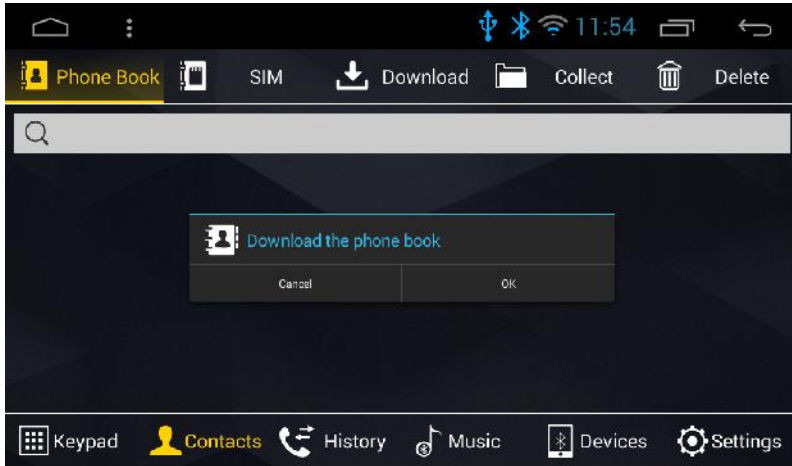 11:54
Phone Book SIM Download Collect Delete
Download the phone book
Cancel OK
Keypad Contacts History Music Devices Settings